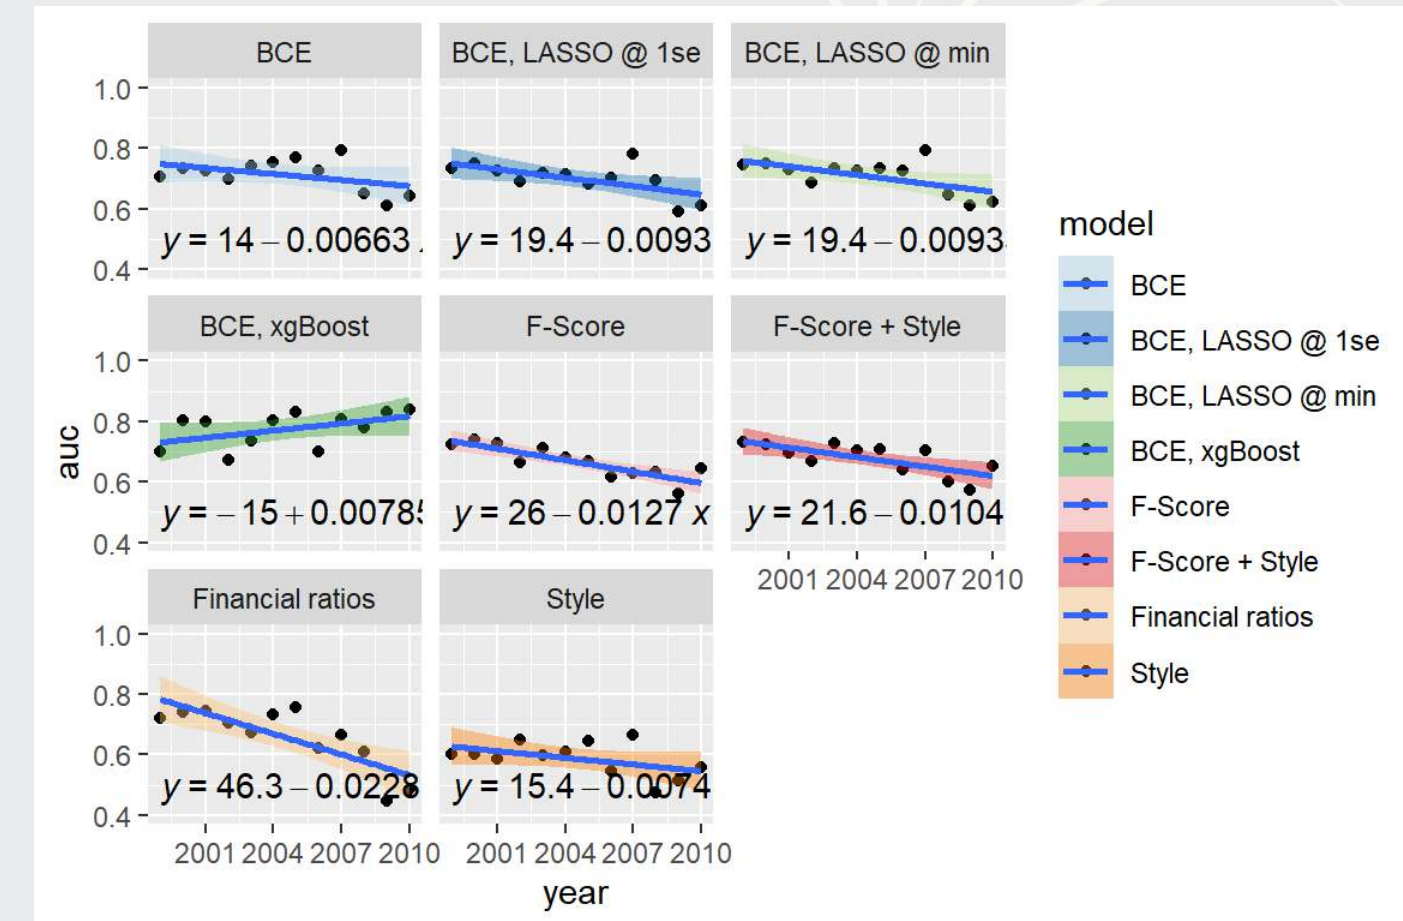 BCE
BCE, LASSO @ 1se
BCE, LASSO @ min
1.0
0.8
0.6
0.4
y = 14 − 0.00663
y = 19.4 − 0.0093
y = 19.4 − 0.0093
BCE, xgBoost
F-Score
F-Score + Style
1.0
0.8
0.6
0.4
y = − 15 + 0.00785
y = 26 − 0.0127 x
y = 21.6 − 0.0104
2001 2004 2007 2010
Financial ratios
Style
1.0
0.8
0.6
0.4
y = 46.3 − 0.0228
y = 15.4 − 0.0074
2001 2004 2007 2010
2001 2004 2007 2010
auc
year
model
BCE
BCE, LASSO @ 1se
BCE, LASSO @ min
BCE, xgBoost
F-Score
F-Score + Style
Financial ratios
Style